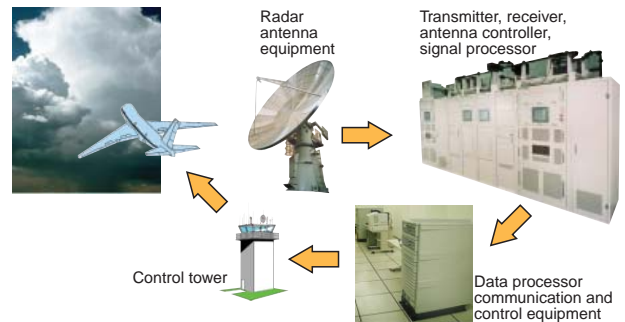 Radar
antenna
equipment
Transmitter, receiver,
antenna controller,
signal processor
Control tower
Data processor
communication and
control equipment